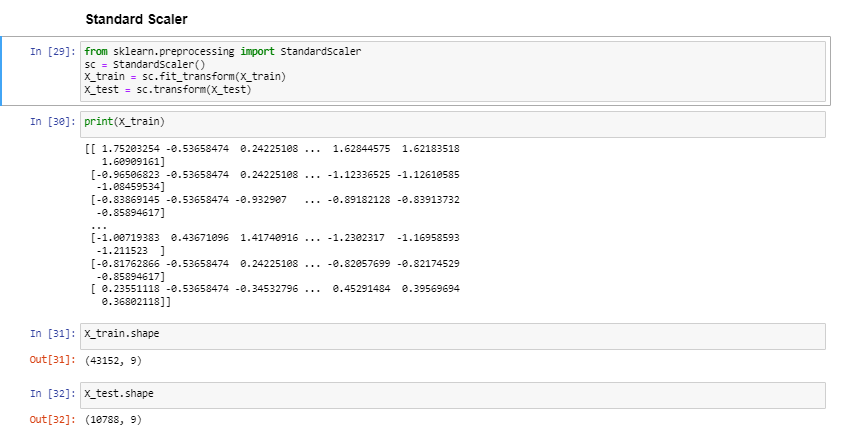 Standard Scaler
In [29]: from sklearn.preprocessing import StandardScaler
sc = StandardScaler()
X_train = sc.fit_transform(X_train)
X_test = sc.transform(X_test)
In [30]: print(X_train)
[[ 1.75203254 -0.53658474  0.24225108 ...  1.62844575  1.62183518
   1.60909161]
 [-0.96506823 -0.53658474  0.24225108 ... -1.12336525 -1.12610585
  -1.08459534]
 [-0.83869145 -0.53658474 -0.932907   ... -0.89182128 -0.83913732
  -0.85894617]
 ...
 [-1.00719383  0.43671096  1.41740916 ... -1.2302317  -1.16958593
  -1.211523  ]
 [-0.81762866 -0.53658474  0.24225108 ... -0.82057699 -0.82174529
  -0.85894617]
 [ 0.23551118 -0.53658474 -0.34532796 ...  0.45291484  0.39569694
   0.36802118]]
In [31]: X_train.shape
Out[31]: (43152, 9)
In [32]: X_test.shape
Out[32]: (10788, 9)